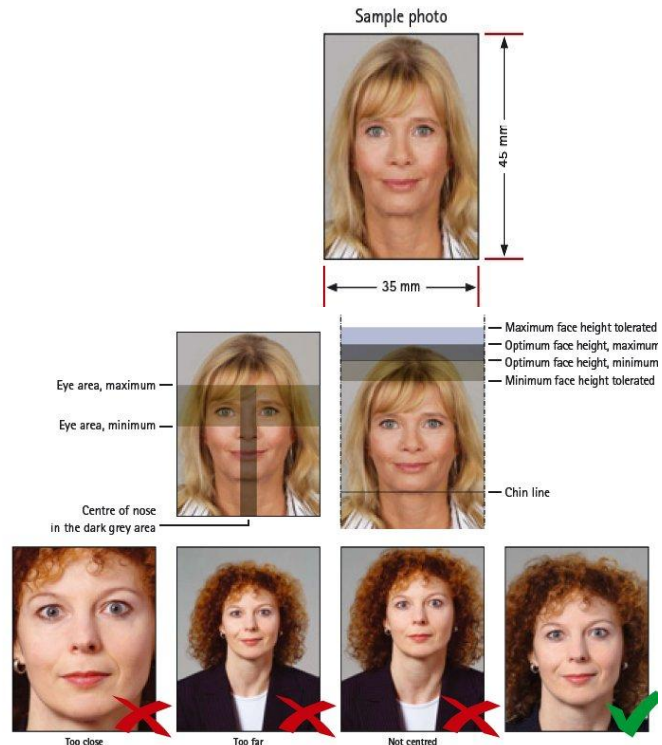 Sample photo
45 mm
35 mm
Maximum face height tolerated
Optimum face height, maximum
Optimum face height, minimum
Minimum face height tolerated
Eye area, maximum
Eye area, minimum
Chin line
Centre of nose
in the dark grey area
Too close
Too far
Not centred